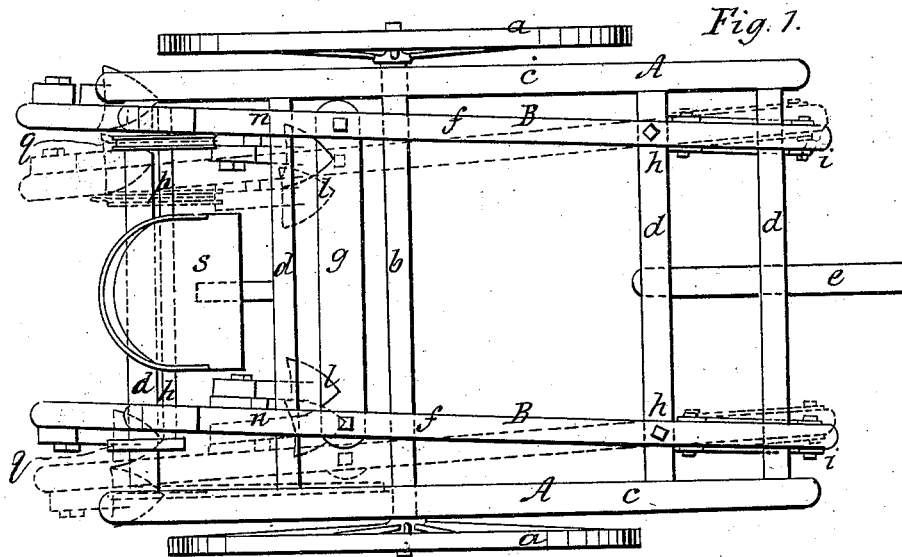 a
Fig. 1.
c A
n f B
q h l h i
s d g b d d e
d h l
n f B h
q i
A c
a